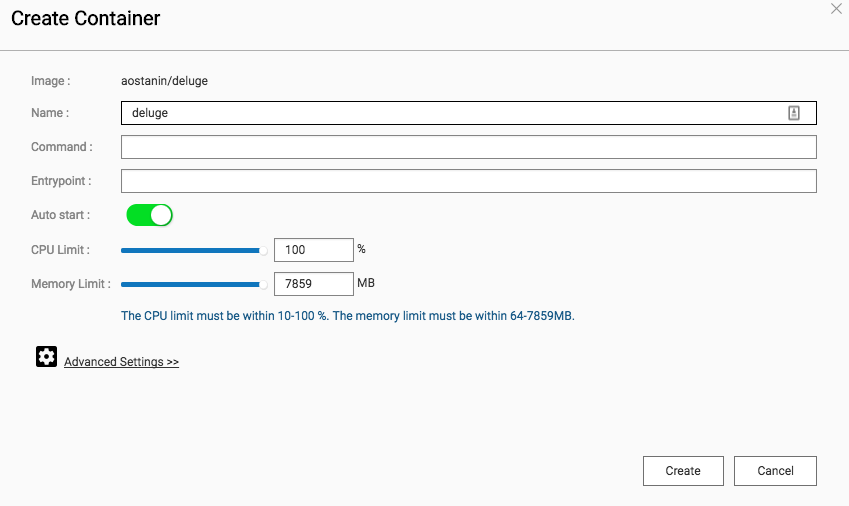 Create Container
Image : aostanin/deluge
Name : deluge
Command :
Entrypoint :
Auto start :
CPU Limit : 100 %
Memory Limit : 7859 MB
The CPU limit must be within 10-100 %. The memory limit must be within 64-7859MB.
Advanced Settings >>
Create Cancel